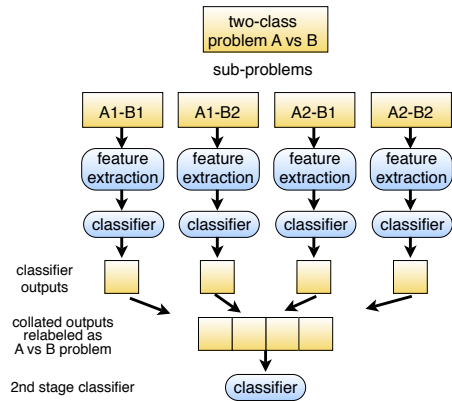 two-class
problem A vs B
sub-problems
A1-B1
A1-B2
A2-B1
A2-B2
feature
extraction
feature
extraction
feature
extraction
feature
extraction
classifier
classifier
classifier
classifier
classifier
outputs
collated outputs
relabeled as
A vs B problem
2nd stage classifier
classifier